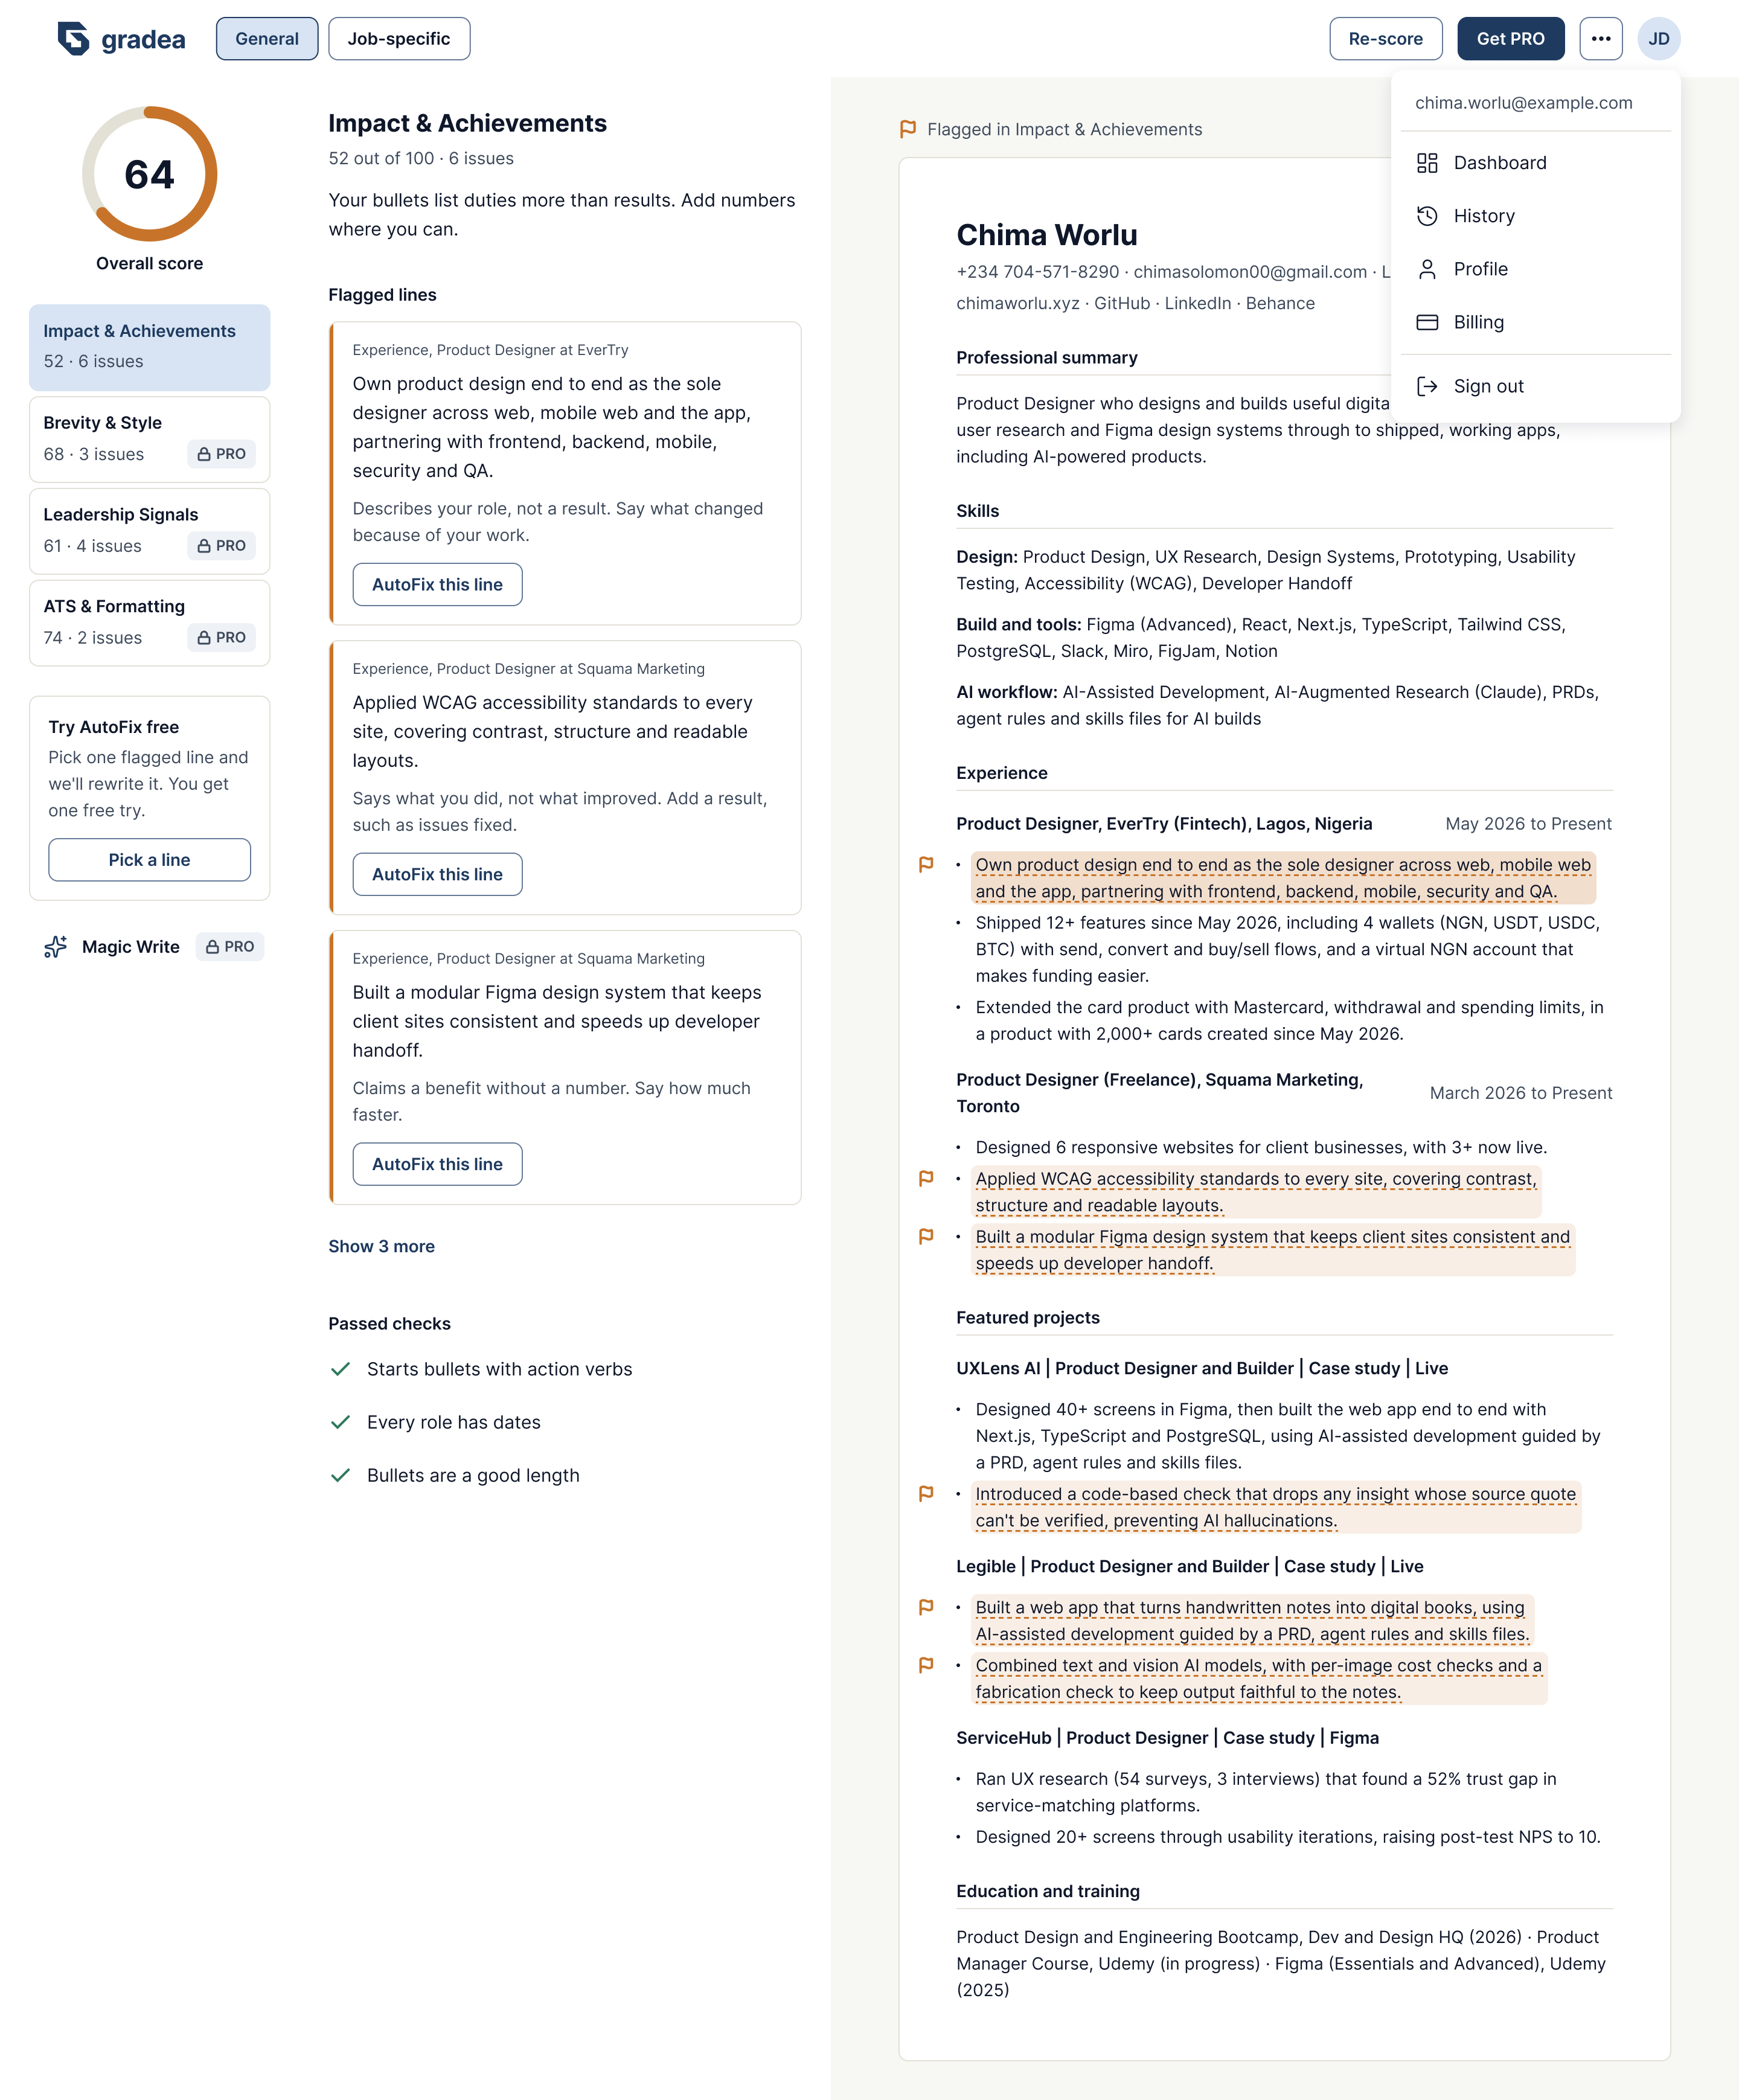 gradea
General
Job-specific
Re-score
Get PRO
JD
chima.worlu@example.com
Dashboard
History
Profile
Billing
Sign out
64
Overall score
Impact & Achievements
52 · 6 issues
Brevity & Style
68 · 3 issues
PRO
Leadership Signals
61 · 4 issues
PRO
ATS & Formatting
74 · 2 issues
PRO
Try AutoFix free
Pick one flagged line and
we'll rewrite it. You get
one free try.
Pick a line
Magic Write
PRO
Impact & Achievements
52 out of 100 · 6 issues
Your bullets list duties more than results. Add numbers
where you can.
Flagged lines
Experience, Product Designer at EverTry
Own product design end to end as the sole
designer across web, mobile web and the app,
partnering with frontend, backend, mobile,
security and QA.
Describes your role, not a result. Say what changed
because of your work.
AutoFix this line
Experience, Product Designer at Squama Marketing
Applied WCAG accessibility standards to every
site, covering contrast, structure and readable
layouts.
Says what you did, not what improved. Add a result,
such as issues fixed.
AutoFix this line
Experience, Product Designer at Squama Marketing
Built a modular Figma design system that keeps
client sites consistent and speeds up developer
handoff.
Claims a benefit without a number. Say how much
faster.
AutoFix this line
Show 3 more
Passed checks
Starts bullets with action verbs
Every role has dates
Bullets are a good length
Flagged in Impact & Achievements
Chima Worlu
+234 704-571-8290 · chimasolomon00@gmail.com · L
chimaworlu.xyz · GitHub · LinkedIn · Behance
Professional summary
Product Designer who designs and builds useful digita
user research and Figma design systems through to shipped, working apps,
including AI-powered products.
Skills
Design: Product Design, UX Research, Design Systems, Prototyping, Usability
Testing, Accessibility (WCAG), Developer Handoff
Build and tools: Figma (Advanced), React, Next.js, TypeScript, Tailwind CSS,
PostgreSQL, Slack, Miro, FigJam, Notion
AI workflow: AI-Assisted Development, AI-Augmented Research (Claude), PRDs,
agent rules and skills files for AI builds
Experience
Product Designer, EverTry (Fintech), Lagos, Nigeria May 2026 to Present
• Own product design end to end as the sole designer across web, mobile web
and the app, partnering with frontend, backend, mobile, security and QA.
• Shipped 12+ features since May 2026, including 4 wallets (NGN, USDT, USDC,
BTC) with send, convert and buy/sell flows, and a virtual NGN account that
makes funding easier.
• Extended the card product with Mastercard, withdrawal and spending limits, in
a product with 2,000+ cards created since May 2026.
Product Designer (Freelance), Squama Marketing,
Toronto
March 2026 to Present
• Designed 6 responsive websites for client businesses, with 3+ now live.
• Applied WCAG accessibility standards to every site, covering contrast,
structure and readable layouts.
• Built a modular Figma design system that keeps client sites consistent and
speeds up developer handoff.
Featured projects
UXLens AI | Product Designer and Builder | Case study | Live
• Designed 40+ screens in Figma, then built the web app end to end with
Next.js, TypeScript and PostgreSQL, using AI-assisted development guided by
a PRD, agent rules and skills files.
• Introduced a code-based check that drops any insight whose source quote
can't be verified, preventing AI hallucinations.
Legible | Product Designer and Builder | Case study | Live
• Built a web app that turns handwritten notes into digital books, using
AI-assisted development guided by a PRD, agent rules and skills files.
• Combined text and vision AI models, with per-image cost checks and a
fabrication check to keep output faithful to the notes.
ServiceHub | Product Designer | Case study | Figma
• Ran UX research (54 surveys, 3 interviews) that found a 52% trust gap in
service-matching platforms.
• Designed 20+ screens through usability iterations, raising post-test NPS to 10.
Education and training
Product Design and Engineering Bootcamp, Dev and Design HQ (2026) · Product
Manager Course, Udemy (in progress) · Figma (Essentials and Advanced), Udemy
(2025)